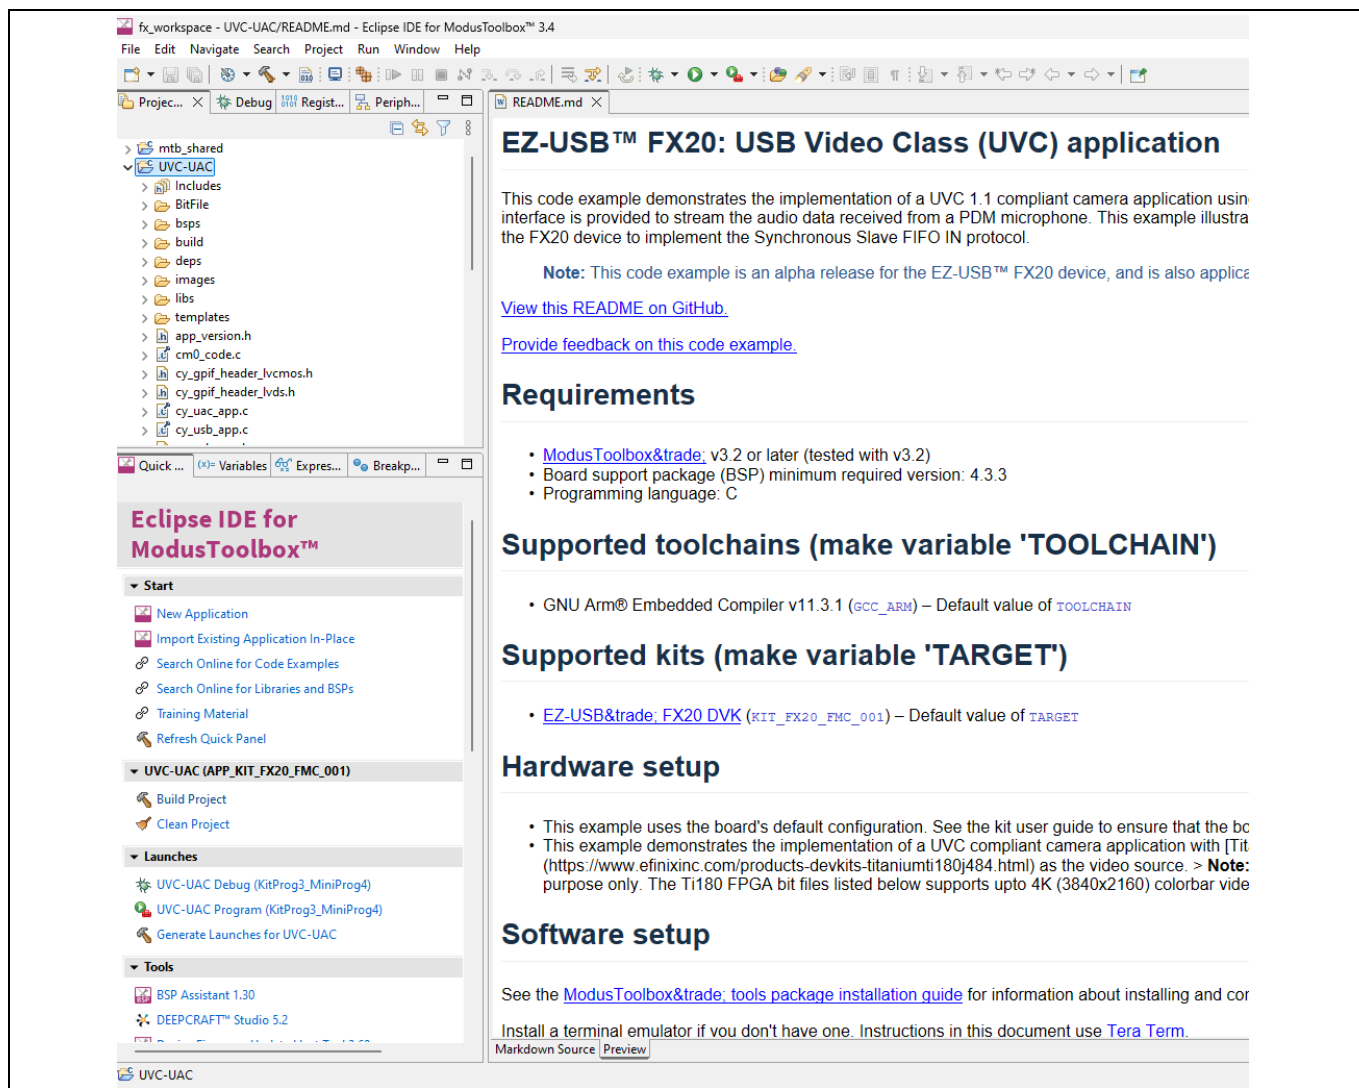 fx_workspace - UVC-UAC/README.md - Eclipse IDE for ModusToolbox™ 3.4
File Edit Navigate Search Project Run Window Help
Projec... Debug Regist... Periph...
mtb_shared
UVC-UAC
Includes
BitFile
bsps
build
deps
images
libs
templates
app_version.h
cm0_code.c
cy_gpif_header_lvcmos.h
cy_gpif_header_lvds.h
cy_uac_app.c
cy_usb_app.c
Quick ... (x)= Variables Expres... Breakp...
Eclipse IDE for
ModusToolbox™
Start
New Application
Import Existing Application In-Place
Search Online for Code Examples
Search Online for Libraries and BSPs
Training Material
Refresh Quick Panel
UVC-UAC (APP_KIT_FX20_FMC_001)
Build Project
Clean Project
Launches
UVC-UAC Debug (KitProg3_MiniProg4)
UVC-UAC Program (KitProg3_MiniProg4)
Generate Launches for UVC-UAC
Tools
BSP Assistant 1.30
DEEPCRAFT™ Studio 5.2
UVC-UAC
README.md
EZ-USB™ FX20: USB Video Class (UVC) application
This code example demonstrates the implementation of a UVC 1.1 compliant camera application using
interface is provided to stream the audio data received from a PDM microphone. This example illustra
the FX20 device to implement the Synchronous Slave FIFO IN protocol.
Note: This code example is an alpha release for the EZ-USB™ FX20 device, and is also applica
View this README on GitHub.
Provide feedback on this code example.
Requirements
• ModusToolbox&trade; v3.2 or later (tested with v3.2)
• Board support package (BSP) minimum required version: 4.3.3
• Programming language: C
Supported toolchains (make variable 'TOOLCHAIN')
• GNU Arm® Embedded Compiler v11.3.1 (GCC_ARM) – Default value of TOOLCHAIN
Supported kits (make variable 'TARGET')
• EZ-USB&trade; FX20 DVK (KIT_FX20_FMC_001) – Default value of TARGET
Hardware setup
• This example uses the board's default configuration. See the kit user guide to ensure that the bo
• This example demonstrates the implementation of a UVC compliant camera application with [Tit
(https://www.efinixinc.com/products-devkits-titaniumti180j484.html) as the video source. > Note:
purpose only. The Ti180 FPGA bit files listed below supports upto 4K (3840x2160) colorbar vide
Software setup
See the ModusToolbox&trade; tools package installation guide for information about installing and con
Install a terminal emulator if you don't have one. Instructions in this document use Tera Term.
Markdown Source Preview